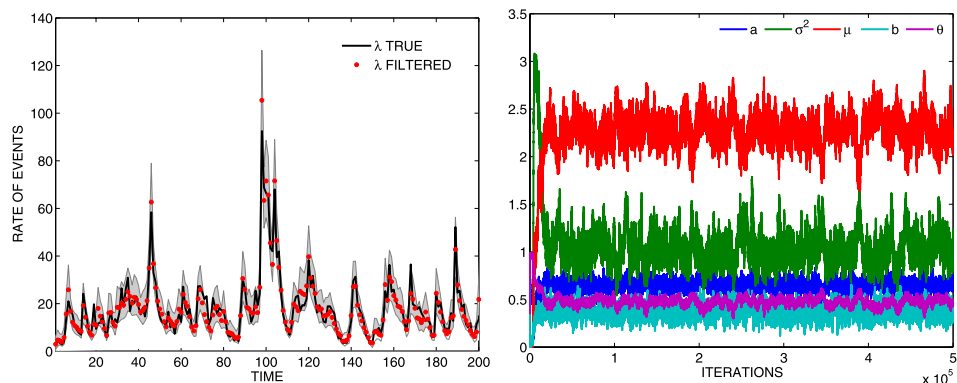 140
120
100
80
60
40
20
0
RATE OF EVENTS
λ TRUE
λ FILTERED
20 40 60 80 100 120 140 160 180 200
TIME
3.5
3
2.5
2
1.5
1
0.5
0
a σ² μ b θ
0 1 2 3 4 5
ITERATIONS
x 10⁵